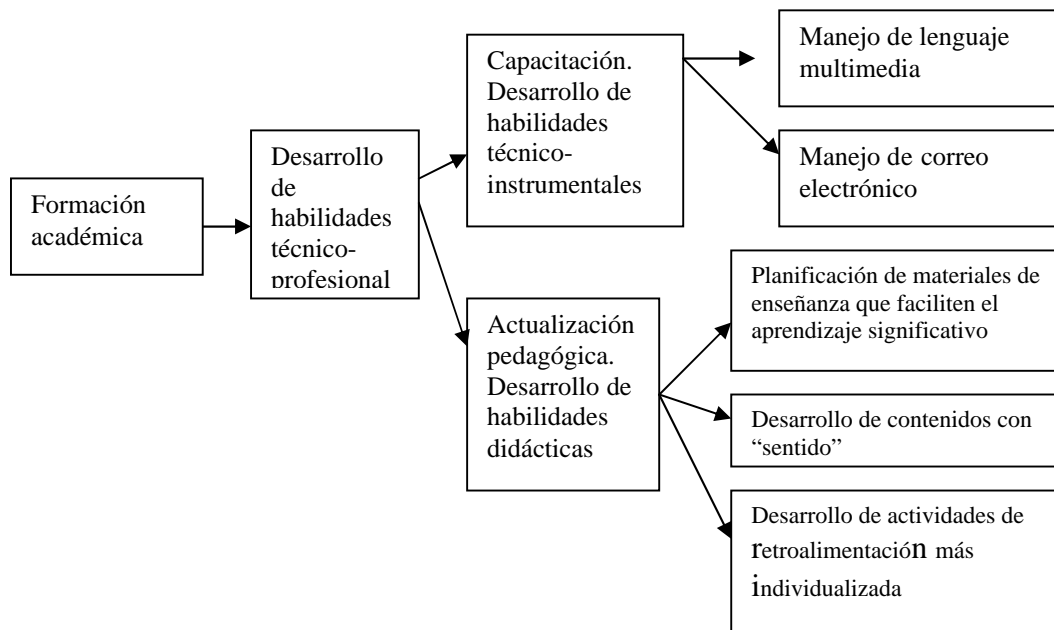 Formación
académica
Desarrollo
de
habilidades
técnico-
profesional
Capacitación.
Desarrollo de
habilidades
técnico-
instrumentales
Actualización
pedagógica.
Desarrollo de
habilidades
didácticas
Manejo de lenguaje
multimedia
Manejo de correo
electrónico
Planificación de materiales de
enseñanza que faciliten el
aprendizaje significativo
Desarrollo de contenidos con
“sentido”
Desarrollo de actividades de
retroalimentación más
individualizada